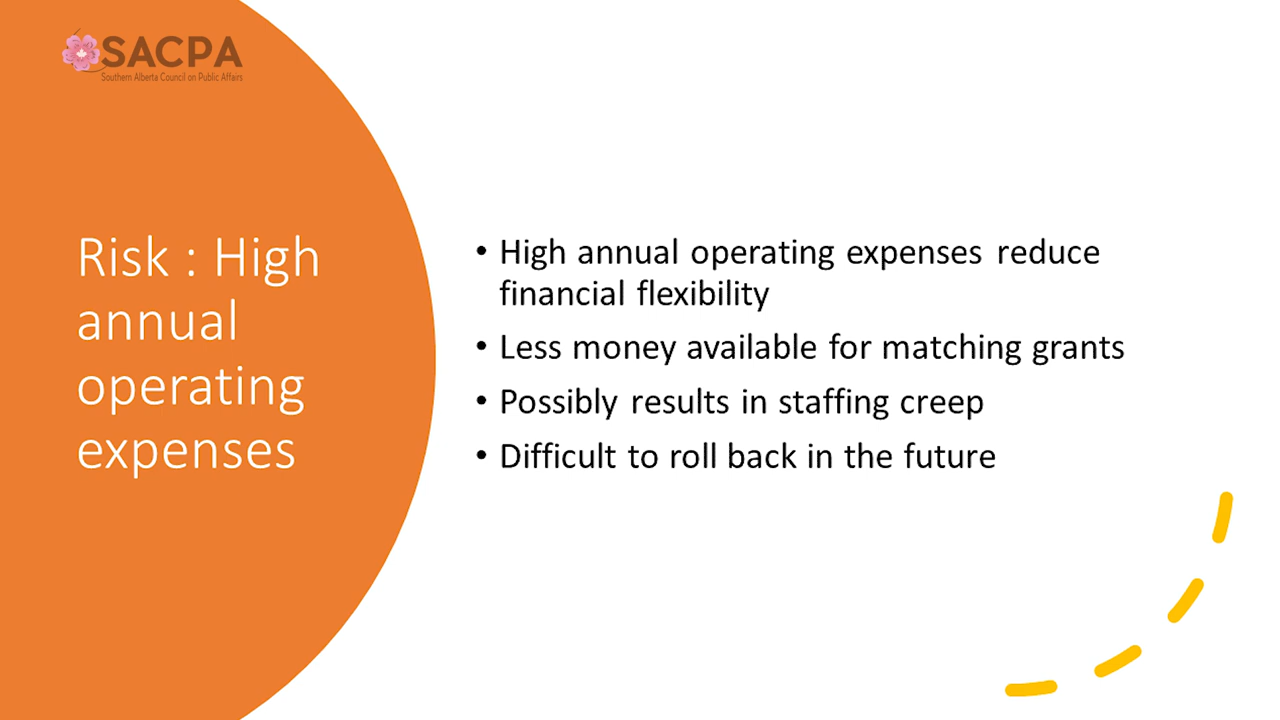 SACPA
Southern Alberta Council on Public Affairs
Risk : High
annual
operating
expenses
• High annual operating expenses reduce
financial flexibility
• Less money available for matching grants
• Possibly results in staffing creep
• Difficult to roll back in the future